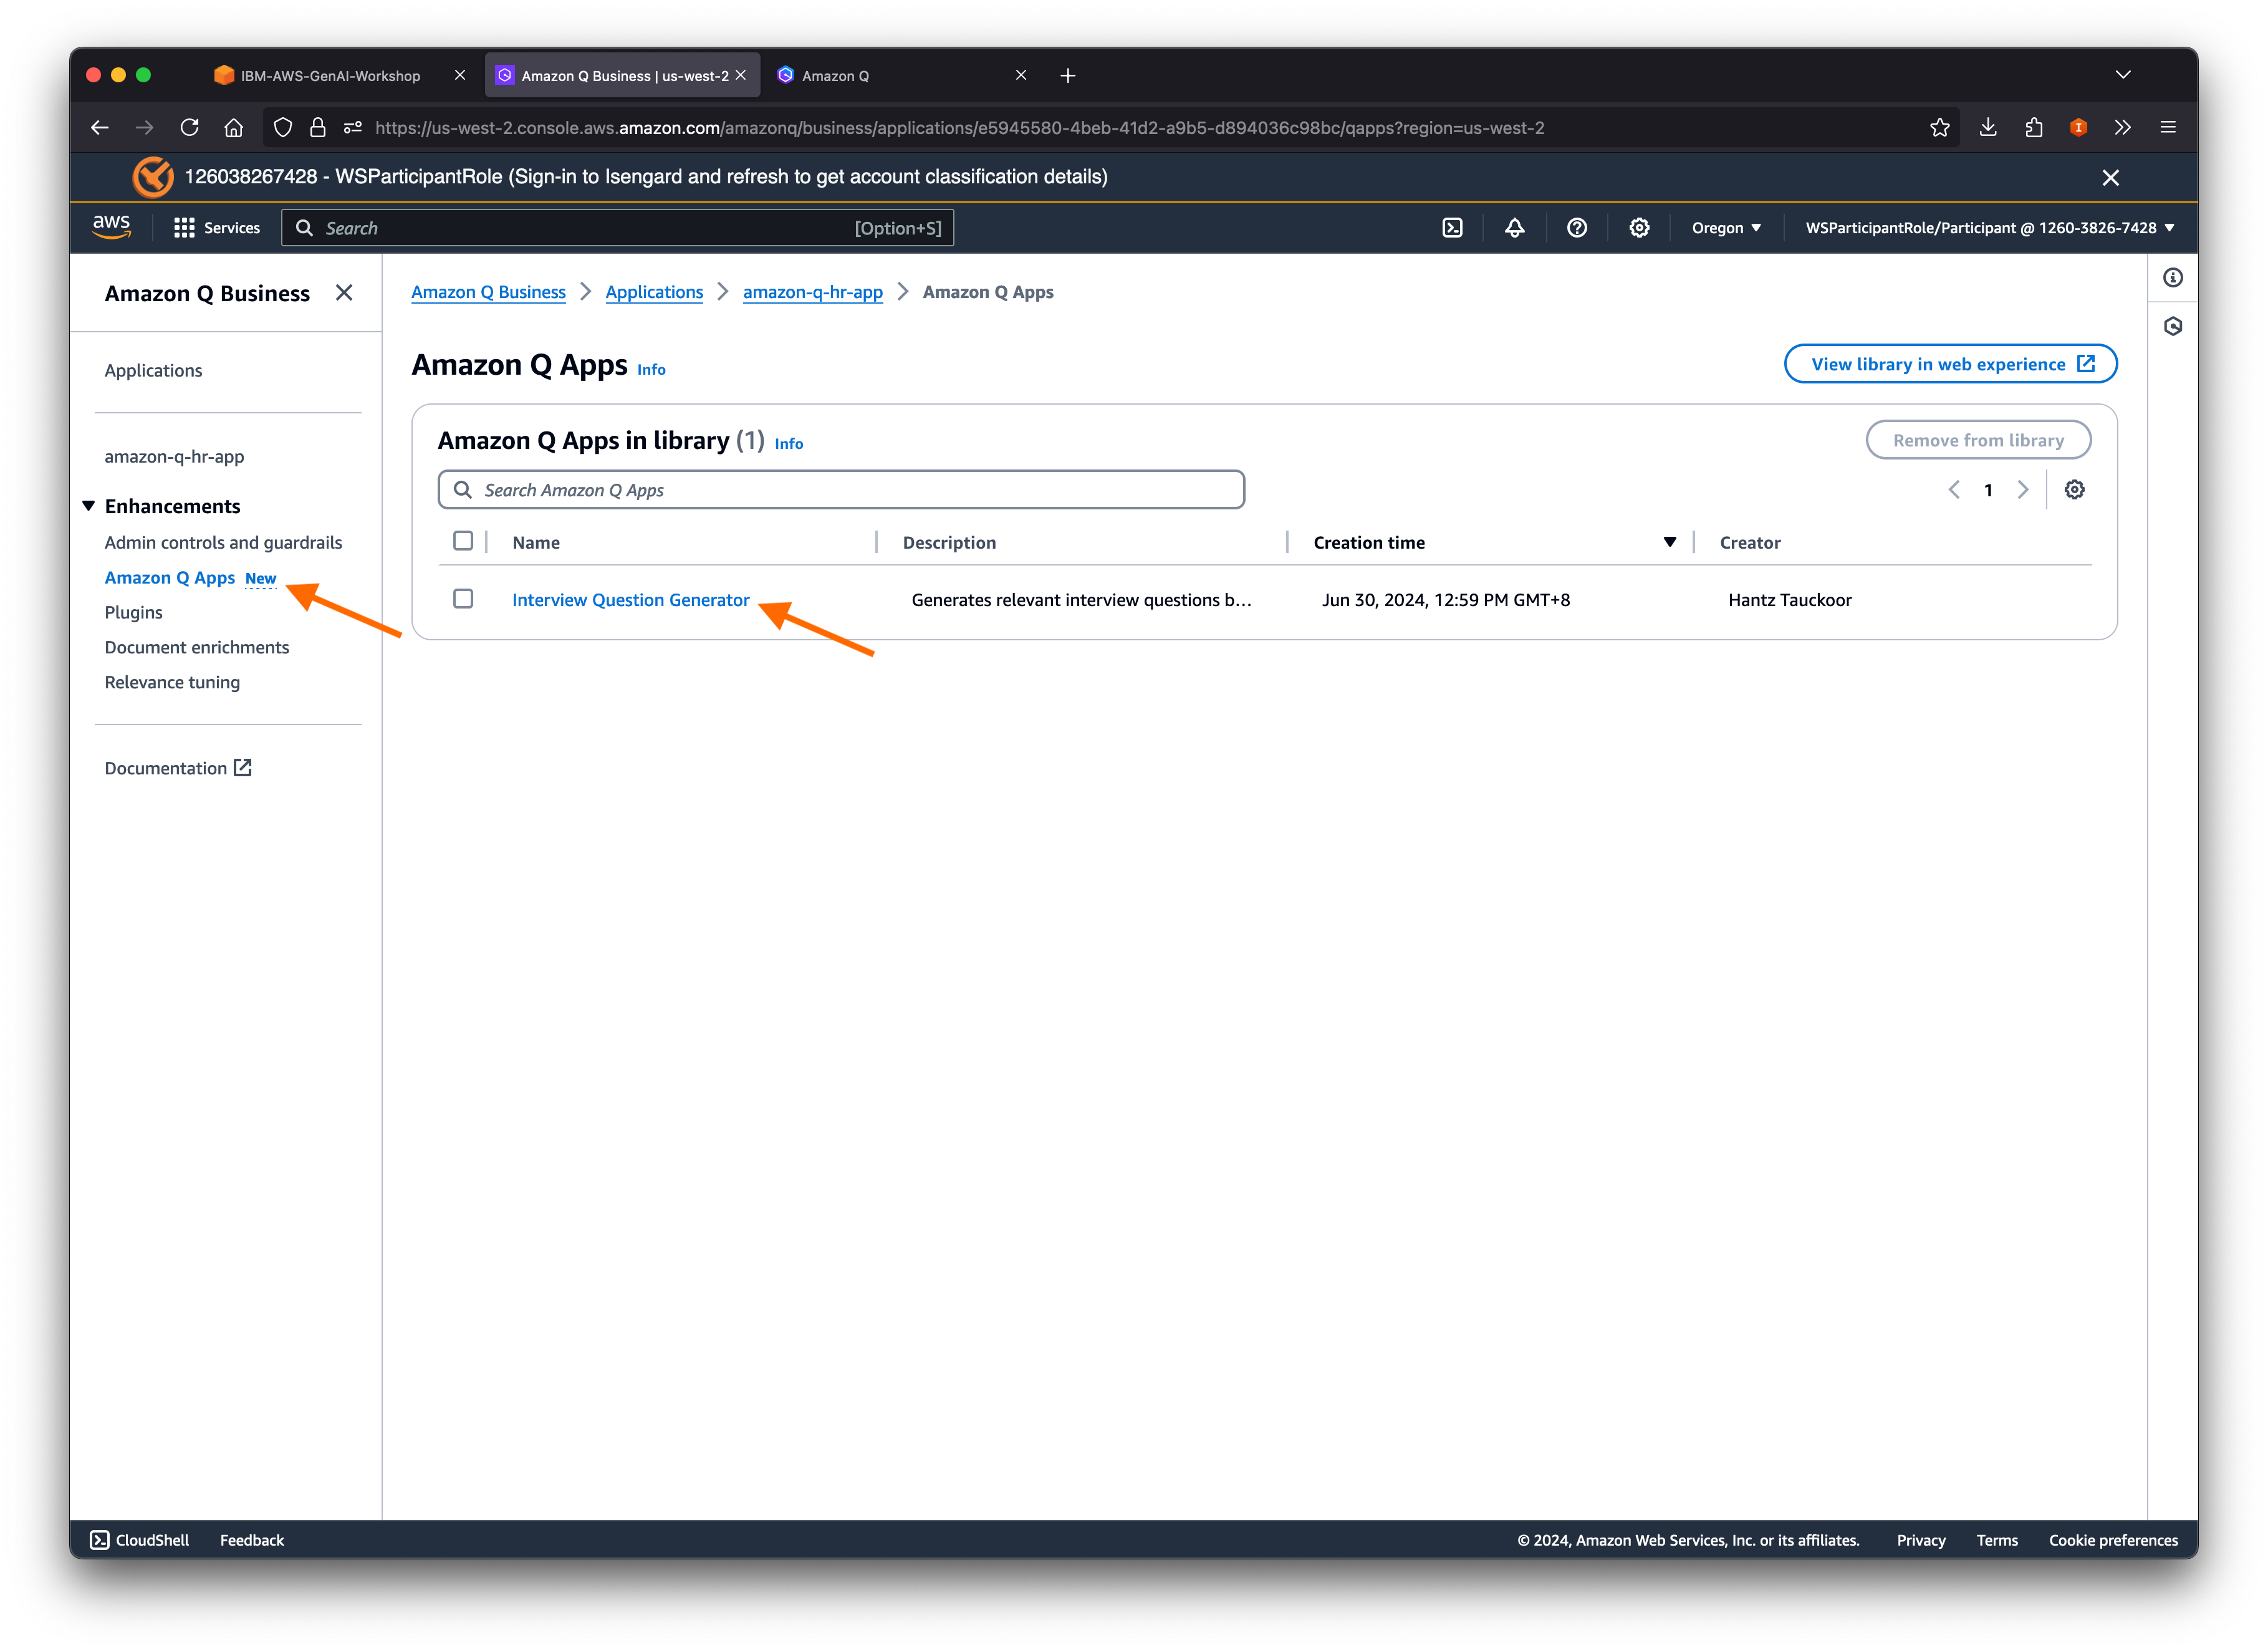 IBM-AWS-GenAI-Workshop
Amazon Q Business | us-west-2
Amazon Q
https://us-west-2.console.aws.amazon.com/amazonq/business/applications/e5945580-4beb-41d2-a9b5-d894036c98bc/qapps?region=us-west-2
126038267428 - WSParticipantRole (Sign-in to Isengard and refresh to get account classification details)
aws
Services
Search
[Option+S]
Oregon
WSParticipantRole/Participant @ 1260-3826-7428
Amazon Q Business
Applications
amazon-q-hr-app
Enhancements
Admin controls and guardrails
Amazon Q Apps New
Plugins
Document enrichments
Relevance tuning
Documentation
Amazon Q Business
Applications
amazon-q-hr-app
Amazon Q Apps
Amazon Q Apps Info
View library in web experience
Amazon Q Apps in library (1) Info
Remove from library
Search Amazon Q Apps
1
Name
Description
Creation time
Creator
Interview Question Generator
Generates relevant interview questions b...
Jun 30, 2024, 12:59 PM GMT+8
Hantz Tauckoor
CloudShell
Feedback
© 2024, Amazon Web Services, Inc. or its affiliates.
Privacy
Terms
Cookie preferences